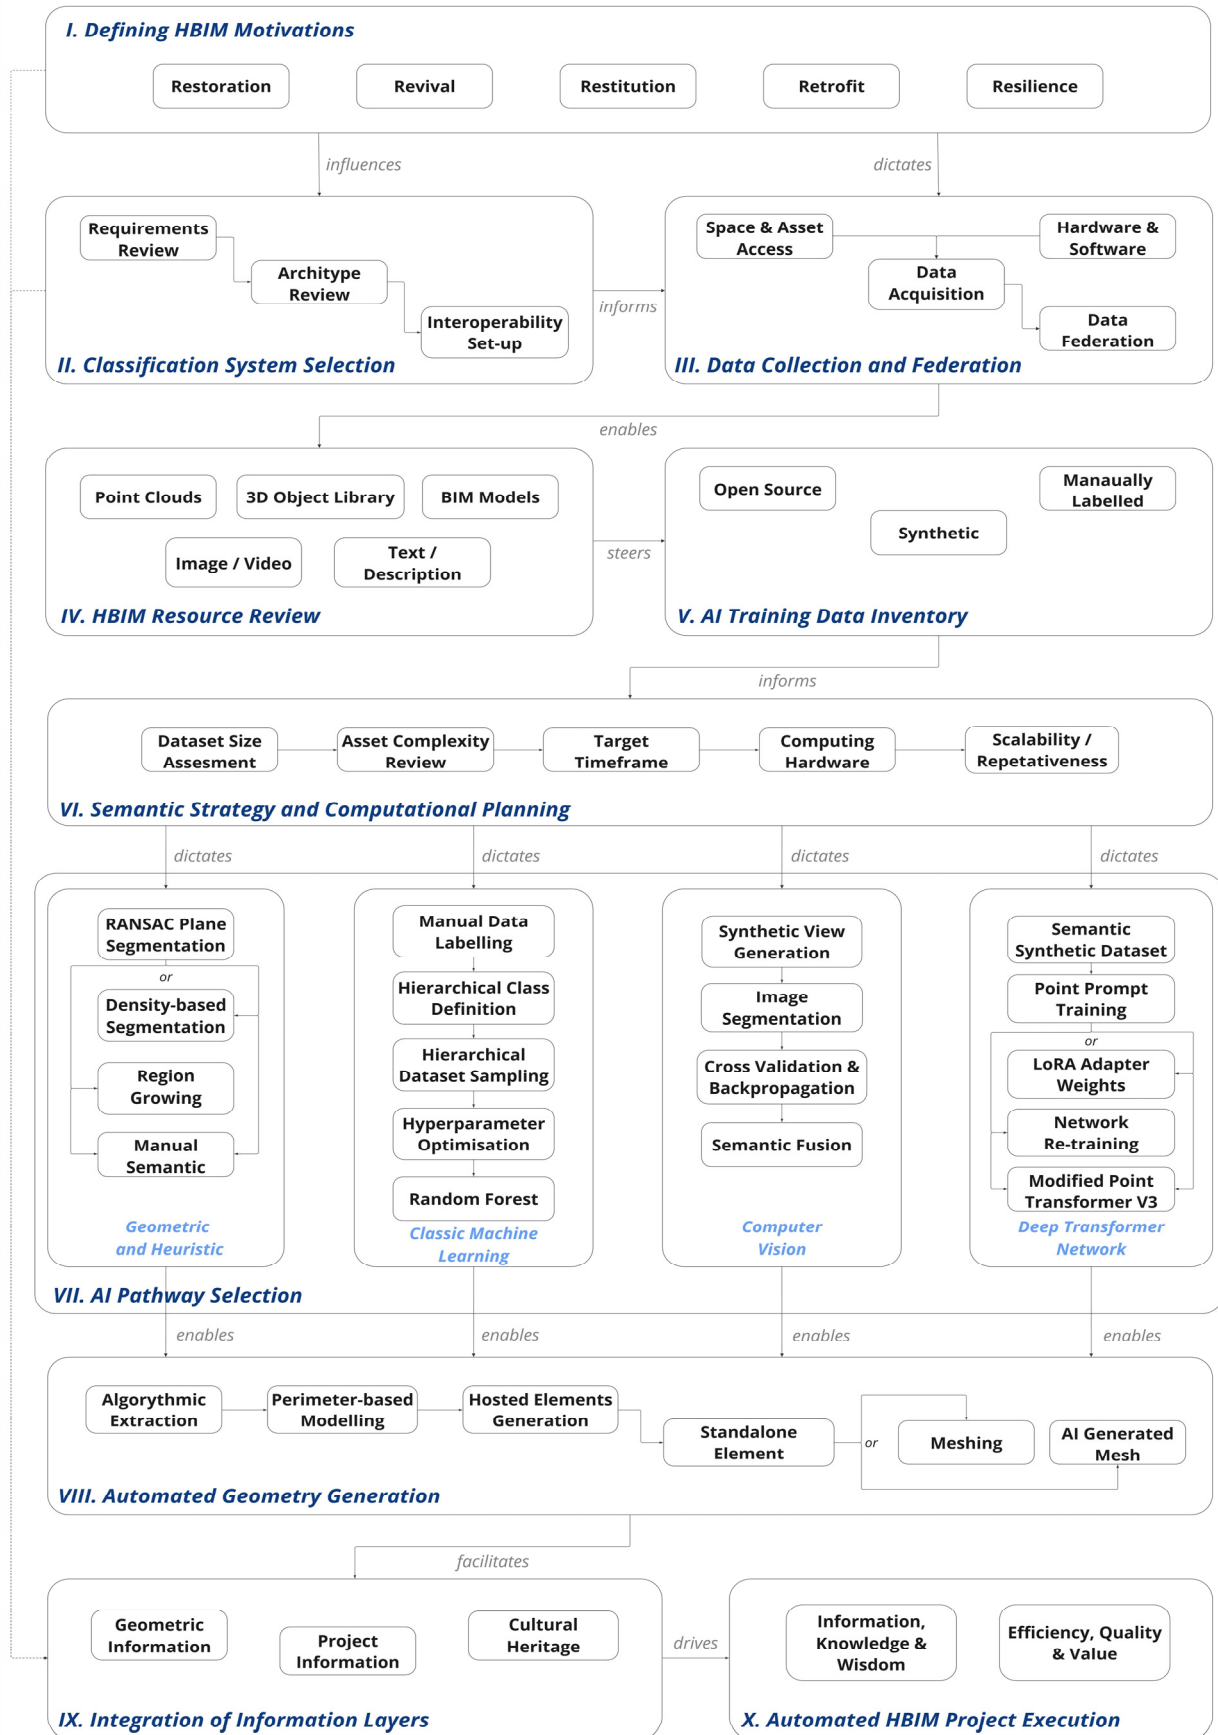 I. Defining HBIM Motivations
Restoration
Revival
Restitution
Retrofit
Resilience
influences
dictates
Requirements
Review
Architype
Review
Interoperability
Set-up
II. Classification System Selection
informs
Space & Asset
Access
Hardware &
Software
Data
Acquisition
Data
Federation
III. Data Collection and Federation
enables
Point Clouds
3D Object Library
BIM Models
Image / Video
Text /
Description
IV. HBIM Resource Review
steers
Open Source
Manaually
Labelled
Synthetic
V. AI Training Data Inventory
informs
Dataset Size
Assesment
Asset Complexity
Review
Target
Timeframe
Computing
Hardware
Scalability /
Repetativeness
VI. Semantic Strategy and Computational Planning
dictates
dictates
dictates
dictates
RANSAC Plane
Segmentation
or
Density-based
Segmentation
Region
Growing
Manual
Semantic
Geometric
and Heuristic
Manual Data
Labelling
Hierarchical Class
Definition
Hierarchical
Dataset Sampling
Hyperparameter
Optimisation
Random Forest
Classic Machine
Learning
Synthetic View
Generation
Image
Segmentation
Cross Validation &
Backpropagation
Semantic Fusion
Computer
Vision
Semantic
Synthetic Dataset
Point Prompt
Training
or
LoRA Adapter
Weights
Network
Re-training
Modified Point
Transformer V3
Deep Transformer
Network
VII. AI Pathway Selection
enables
enables
enables
enables
Algorythmic
Extraction
Perimeter-based
Modelling
Hosted Elements
Generation
Standalone
Element
or
Meshing
AI Generated
Mesh
VIII. Automated Geometry Generation
facilitates
Geometric
Information
Project
Information
Cultural
Heritage
IX. Integration of Information Layers
drives
Information,
Knowledge &
Wisdom
Efficiency, Quality
& Value
X. Automated HBIM Project Execution